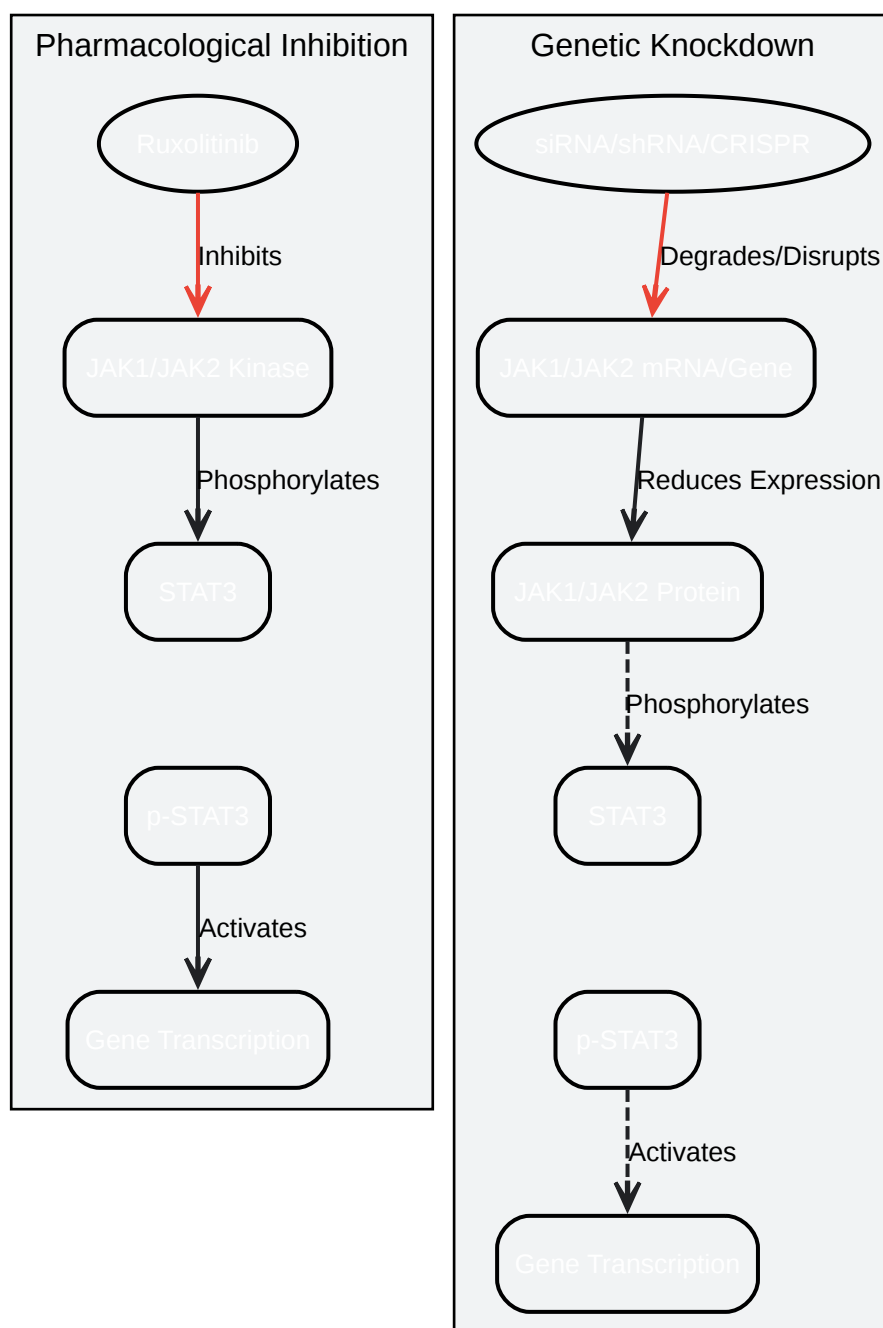 Pharmacological Inhibition
Ruxolitinib
Inhibits
JAK1/JAK2 Kinase
Phosphorylates
STAT3
p-STAT3
Activates
Gene Transcription
Genetic Knockdown
siRNA/shRNA/CRISPR
Degrades/Disrupts
JAK1/JAK2 mRNA/Gene
Reduces Expression
JAK1/JAK2 Protein
Phosphorylates
STAT3
p-STAT3
Activates
Gene Transcription